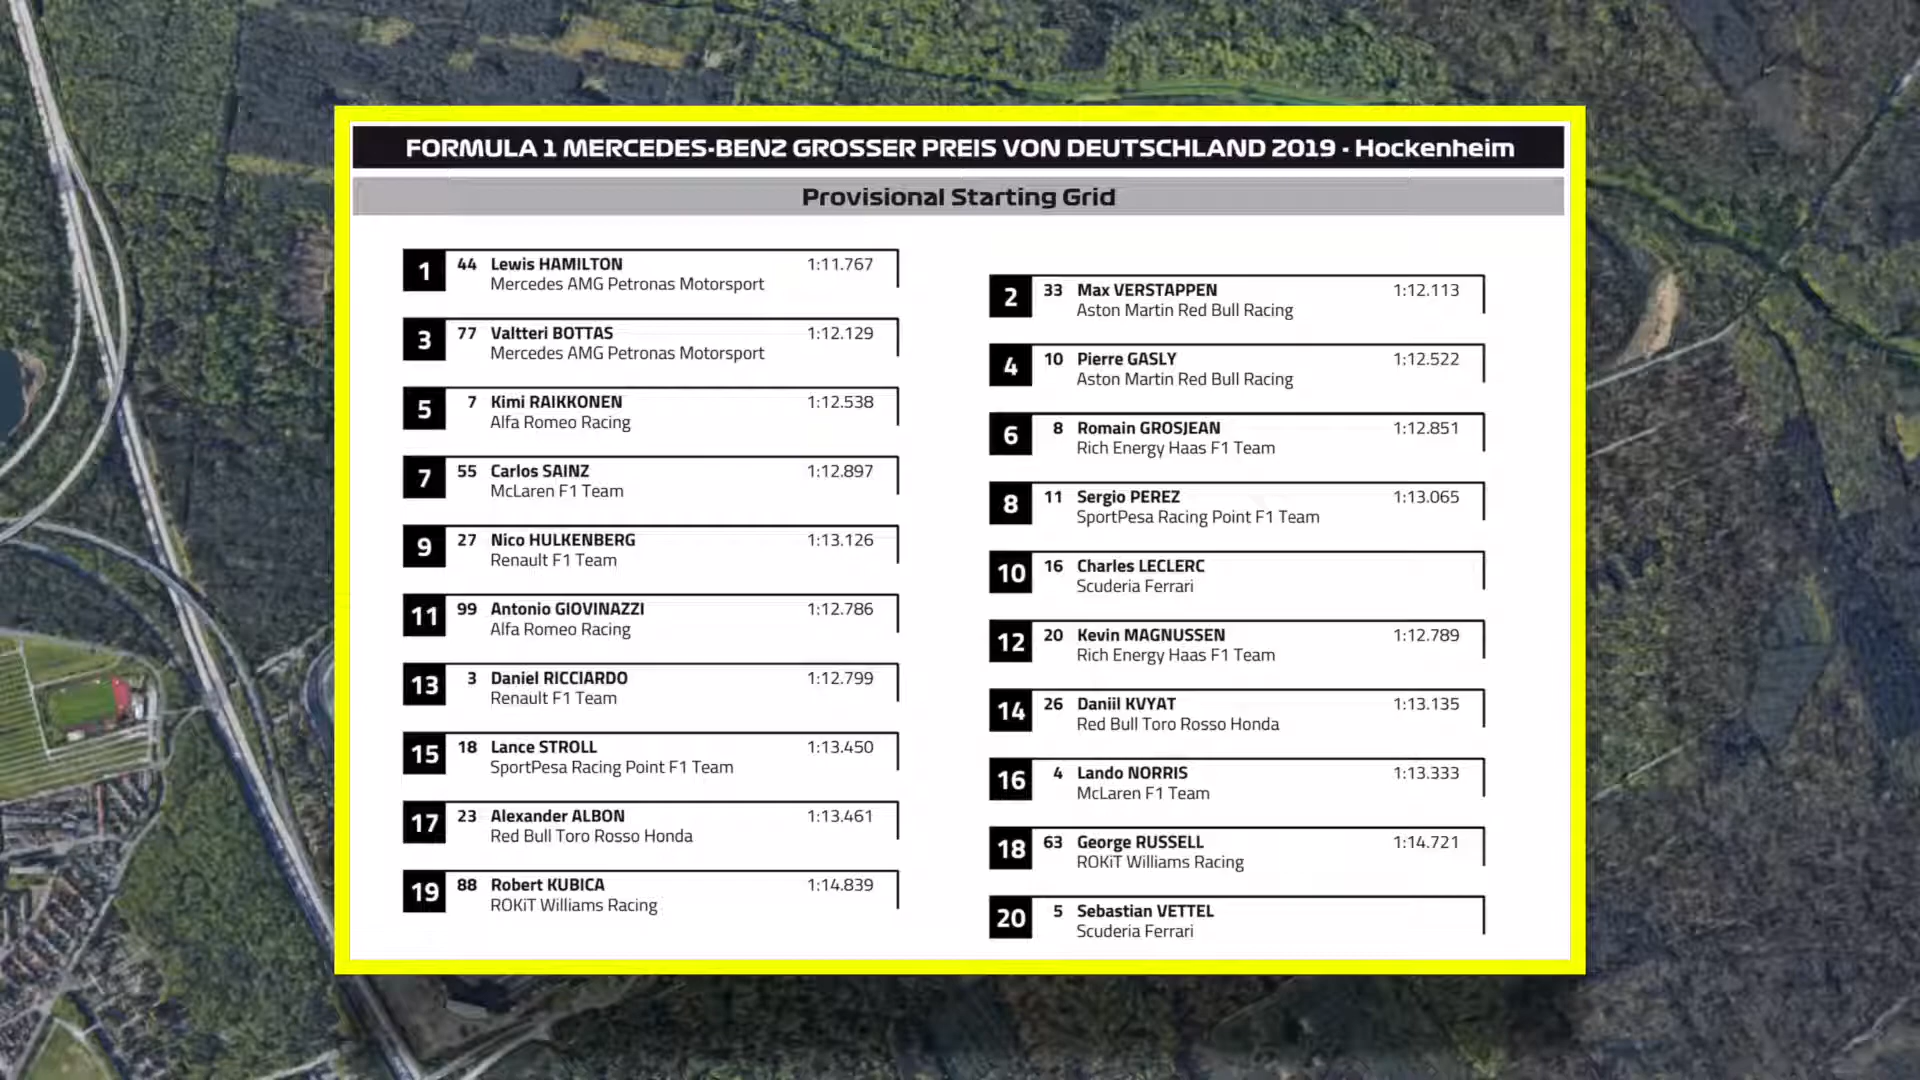 FORMULA 1 MERCEDES-BENZ GROSSER PREIS VON DEUTSCHLAND 2019 - Hockenheim
Provisional Starting Grid
1 44 Lewis HAMILTON 1:11.767
Mercedes AMG Petronas Motorsport
2 33 Max VERSTAPPEN 1:12.113
Aston Martin Red Bull Racing
3 77 Valtteri BOTTAS 1:12.129
Mercedes AMG Petronas Motorsport
4 10 Pierre GASLY 1:12.522
Aston Martin Red Bull Racing
5 7 Kimi RAIKKONEN 1:12.538
Alfa Romeo Racing
6 8 Romain GROSJEAN 1:12.851
Rich Energy Haas F1 Team
7 55 Carlos SAINZ 1:12.897
McLaren F1 Team
8 11 Sergio PEREZ 1:13.065
SportPesa Racing Point F1 Team
9 27 Nico HULKENBERG 1:13.126
Renault F1 Team
10 16 Charles LECLERC
Scuderia Ferrari
11 99 Antonio GIOVINAZZI 1:12.786
Alfa Romeo Racing
12 20 Kevin MAGNUSSEN 1:12.789
Rich Energy Haas F1 Team
13 3 Daniel RICCIARDO 1:12.799
Renault F1 Team
14 26 Daniil KVYAT 1:13.135
Red Bull Toro Rosso Honda
15 18 Lance STROLL 1:13.450
SportPesa Racing Point F1 Team
16 4 Lando NORRIS 1:13.333
McLaren F1 Team
17 23 Alexander ALBON 1:13.461
Red Bull Toro Rosso Honda
18 63 George RUSSELL 1:14.721
ROKiT Williams Racing
19 88 Robert KUBICA 1:14.839
ROKiT Williams Racing
20 5 Sebastian VETTEL
Scuderia Ferrari